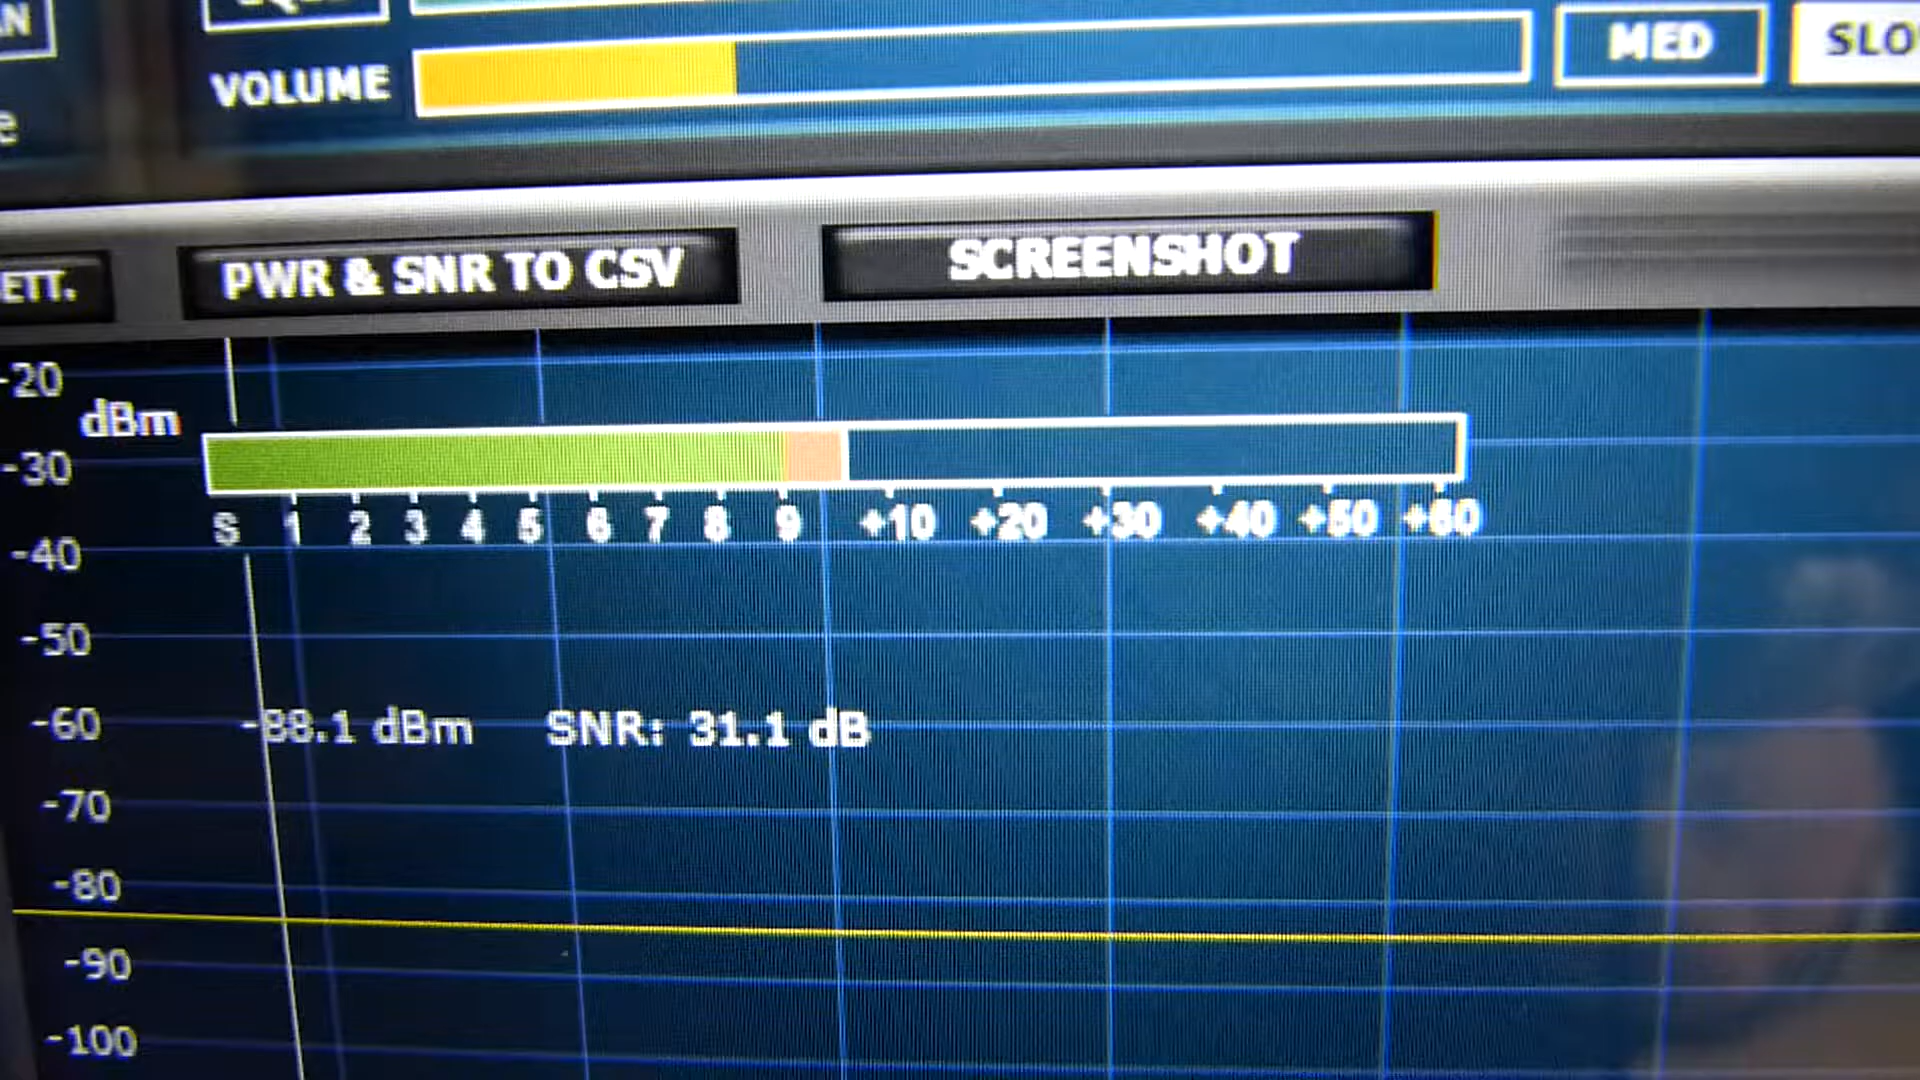 AN
VOLUME
MED
SLO
ETT.
PWR & SNR TO CSV
SCREENSHOT
-20
dBm
-30
S 1 2 3 4 5 6 7 8 9 +10 +20 +30 +40 +50 +60
-40
-50
-60
-88.1 dBm SNR: 31.1 dB
-70
-80
-90
-100